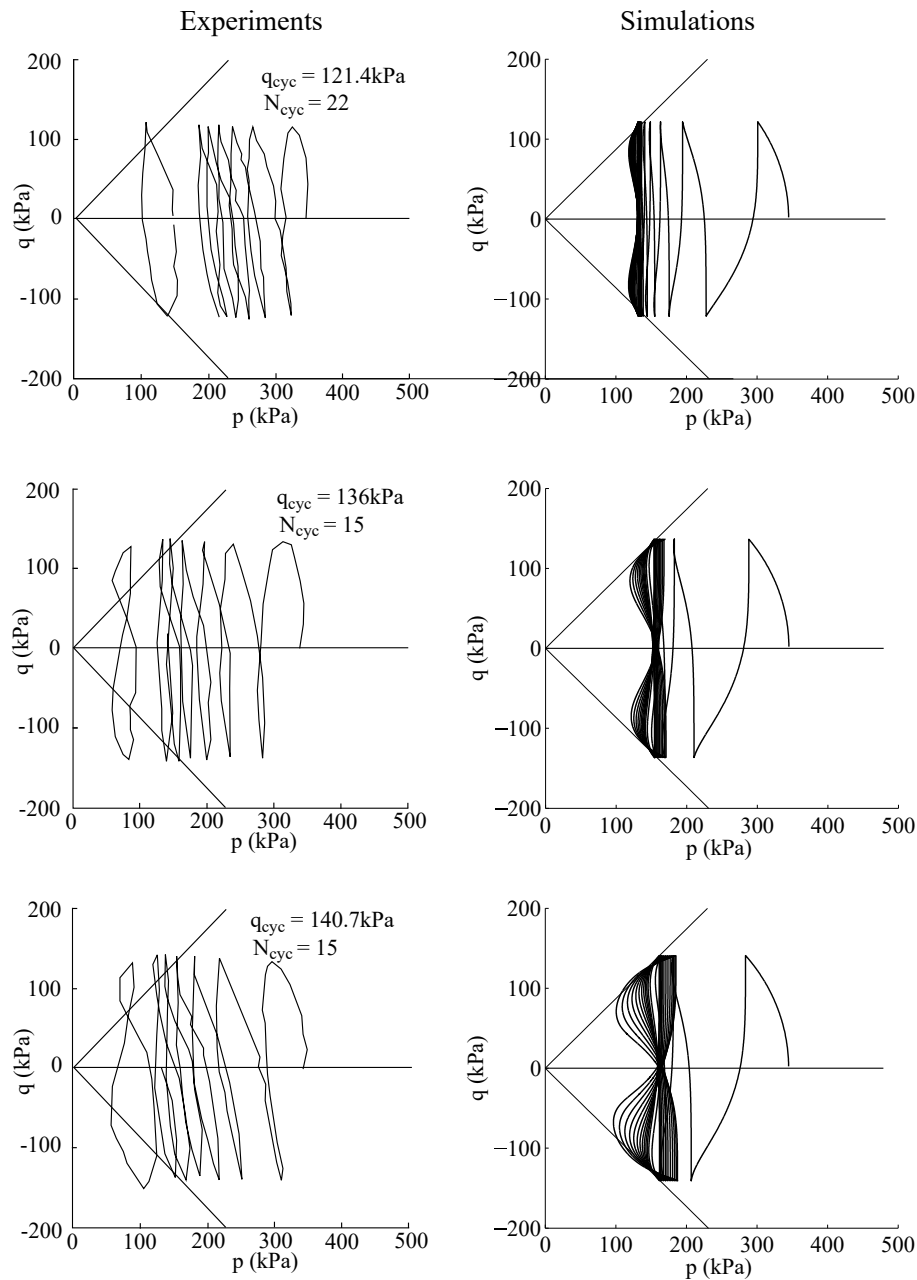 Experiments
Simulations
200
100
0
-100
-200
q (kPa)
q_cyc = 121.4kPa
N_cyc = 22
0 100 200 300 400 500
p (kPa)
200
100
0
−100
−200
q (kPa)
0 100 200 300 400 500
p (kPa)
200
100
0
-100
-200
q (kPa)
q_cyc = 136kPa
N_cyc = 15
0 100 200 300 400 500
p (kPa)
200
100
0
−100
−200
q (kPa)
0 100 200 300 400 500
p (kPa)
200
100
0
-100
-200
q (kPa)
q_cyc = 140.7kPa
N_cyc = 15
0 100 200 300 400 500
p (kPa)
200
100
0
−100
−200
q (kPa)
0 100 200 300 400 500
p (kPa)